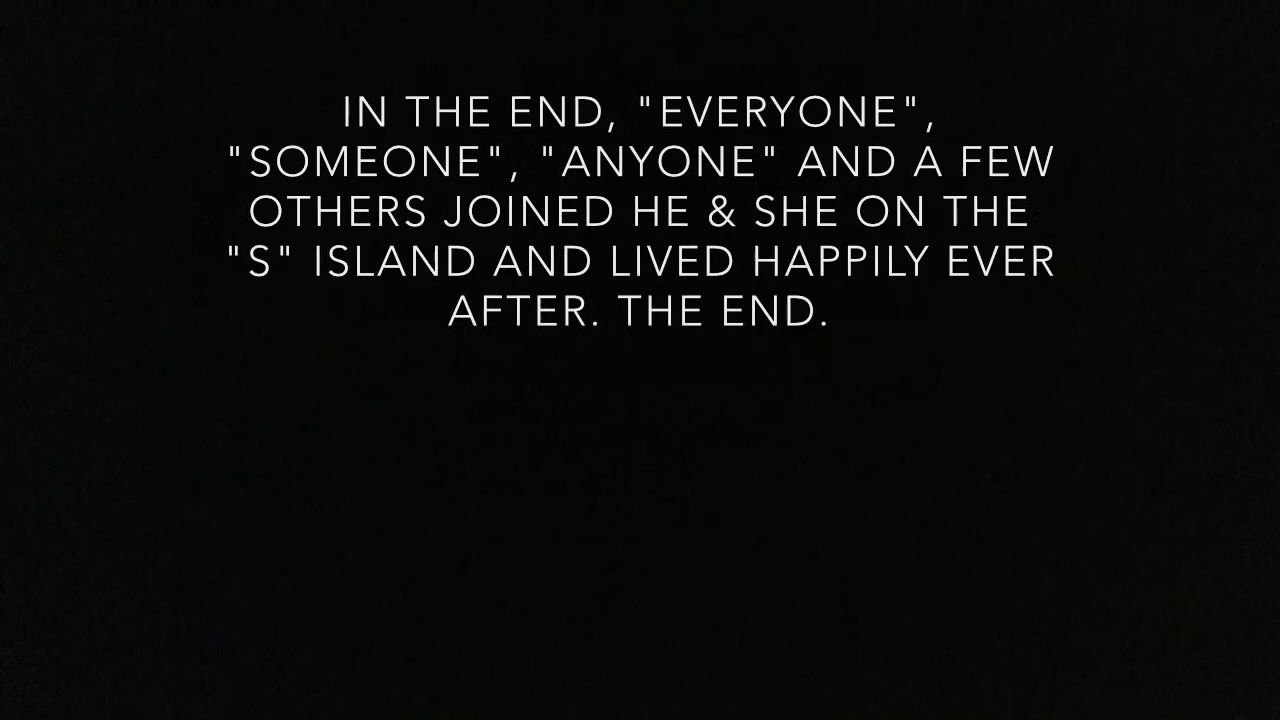 IN THE END, "EVERYONE",
"SOMEONE", "ANYONE" AND A FEW
OTHERS JOINED HE & SHE ON THE
"S" ISLAND AND LIVED HAPPILY EVER
AFTER. THE END.